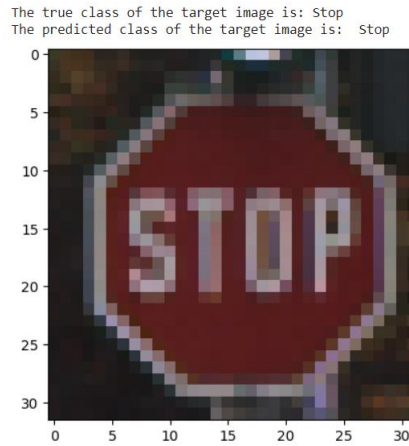 The true class of the target image is: Stop
The predicted class of the target image is:  Stop
0
5
10
15
20
25
30
STOP
0 5 10 15 20 25 30